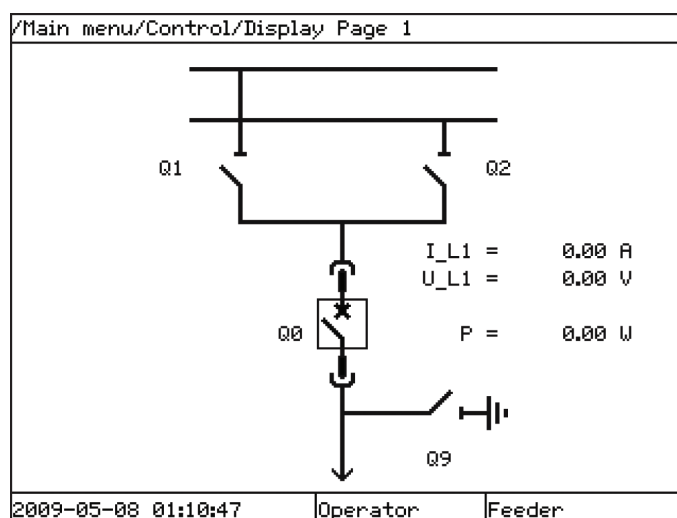 /Main menu/Control/Display Page 1
Q1
Q2
I_L1 = 0.00 A
U_L1 = 0.00 V
Q0
P = 0.00 W
Q9
2009-05-08 01:10:47 Operator Feeder